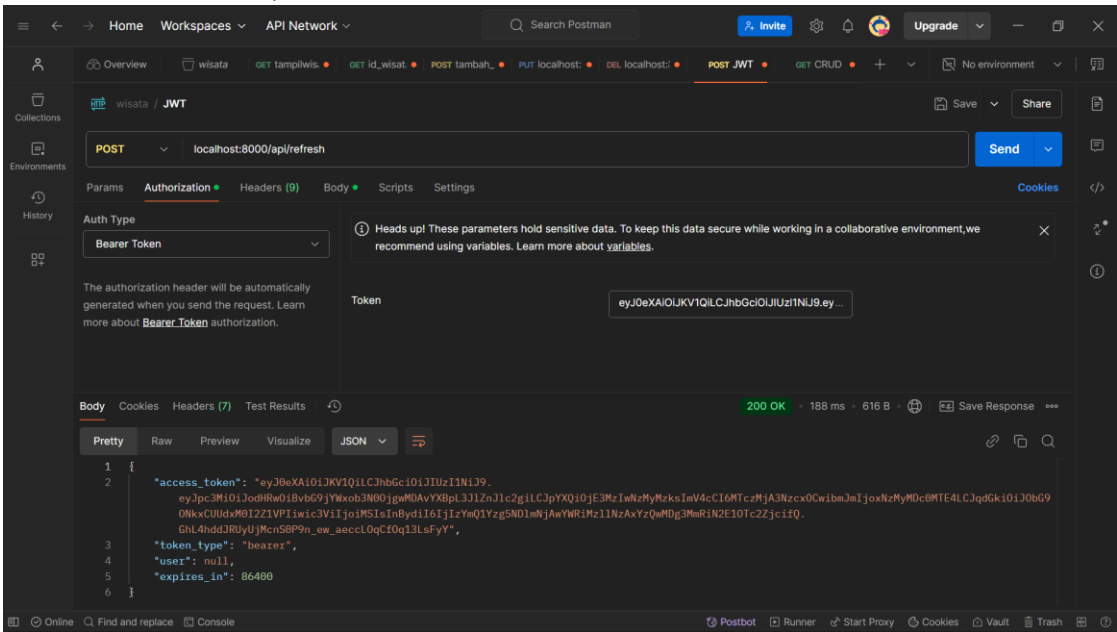 Home Workspaces API Network Search Postman Invite Upgrade
Overview wisata GET tampilwis. GET id_wisat. POST tambah_ PUT localhost: DEL localhost:/ POST JWT GET CRUD No environment
HTTP wisata / JWT Save Share
Collections
POST localhost:8000/api/refresh Send
Environments
Params Authorization Headers (9) Body Scripts Settings Cookies
History
Auth Type
Bearer Token
Heads up! These parameters hold sensitive data. To keep this data secure while working in a collaborative environment,we
recommend using variables. Learn more about variables.
The authorization header will be automatically
generated when you send the request. Learn
more about Bearer Token authorization.
Token eyJ0eXAiOiJKV1QiLCJhbGciOiJIUzI1NiJ9.ey...
Body Cookies Headers (7) Test Results 200 OK 188 ms 616 B Save Response
Pretty Raw Preview Visualize JSON
1 {
2 "access_token": "eyJ0eXAiOiJKV1QiLCJhbGciOiJIUzI1NiJ9.
3 "token_type": "bearer",
4 "user": null,
5 "expires_in": 86400
6 }
Online Find and replace Console Postbot Runner Start Proxy Cookies Vault Trash